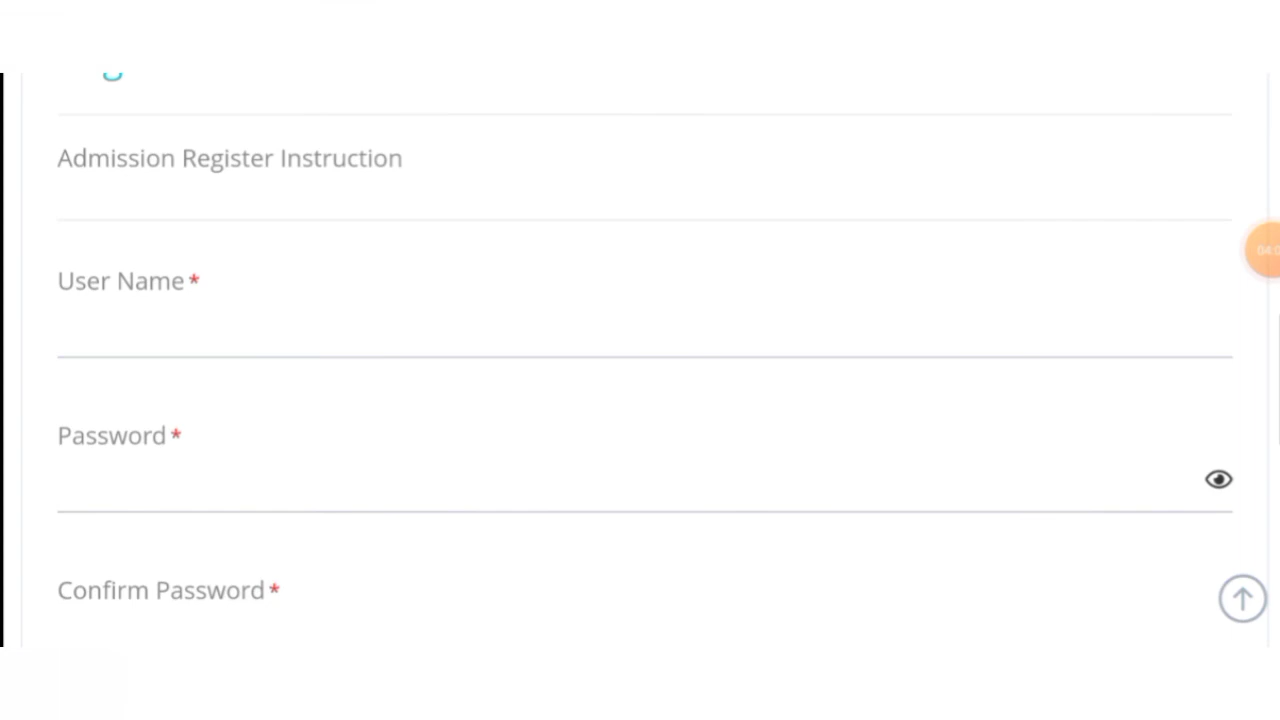 Admission Register Instruction
User Name *
Password *
Confirm Password *